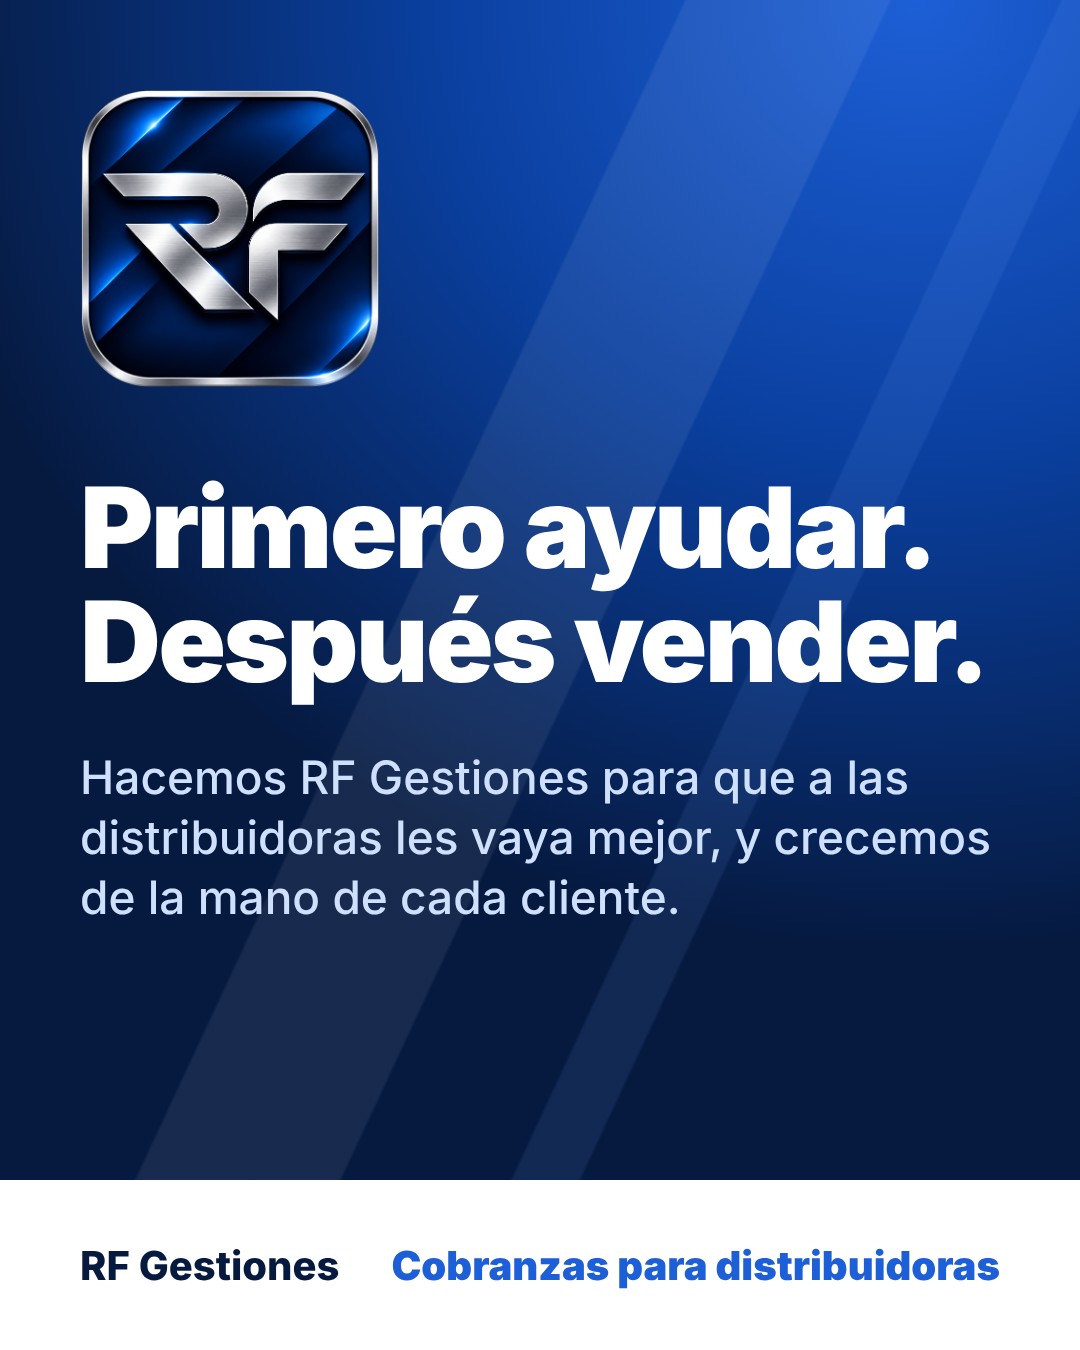 RF
Primero ayudar.
Después vender.
Hacemos RF Gestiones para que a las
distribuidoras les vaya mejor, y crecemos
de la mano de cada cliente.
RF Gestiones
Cobranzas para distribuidoras